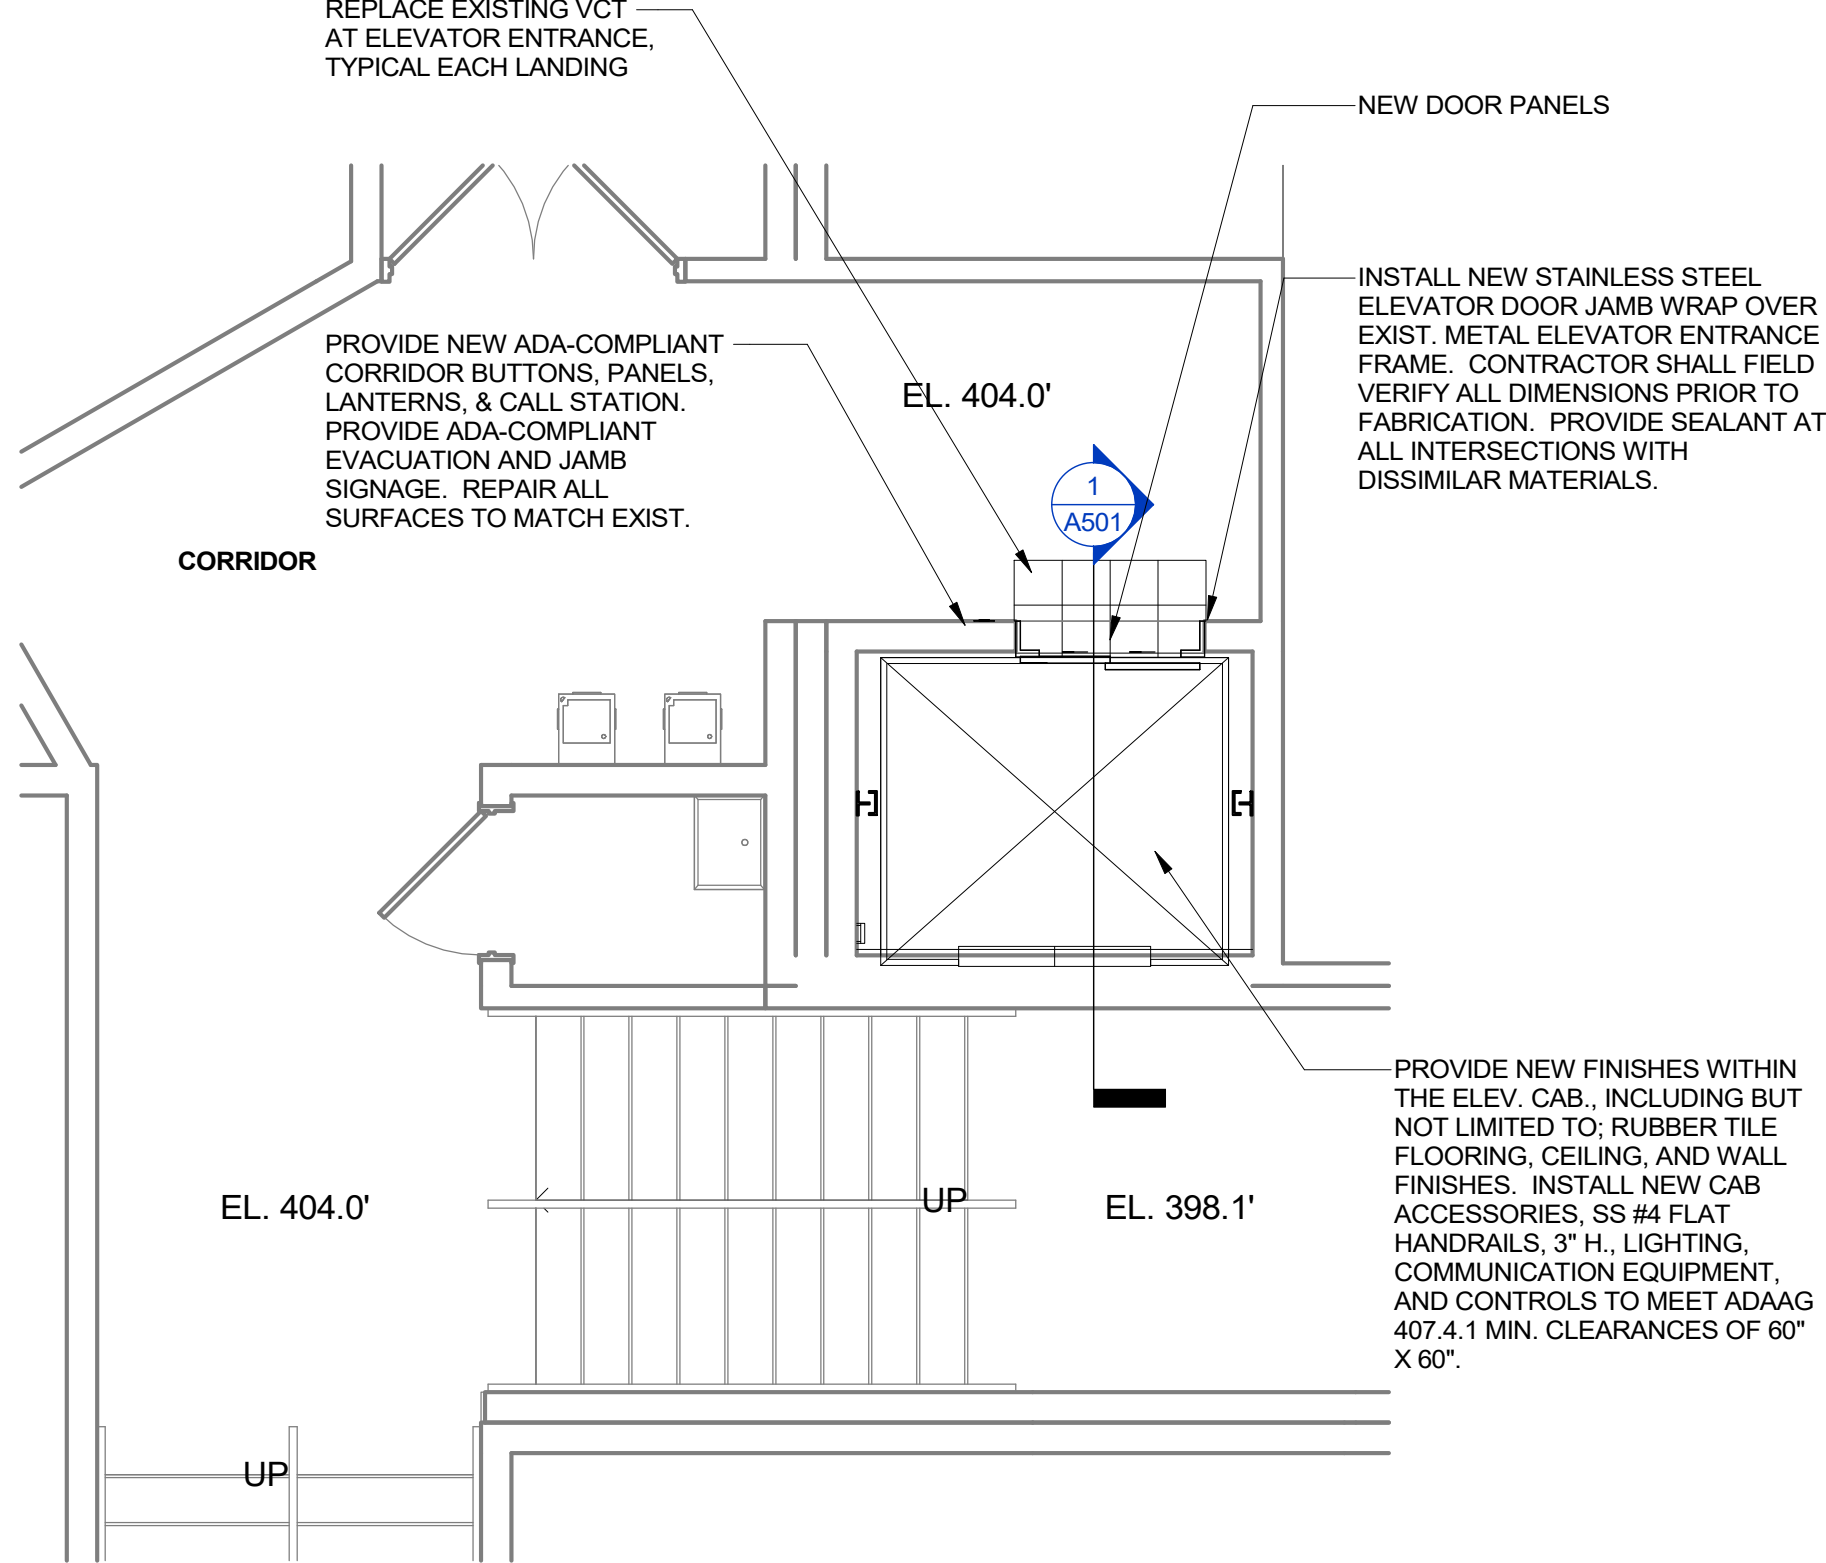 REPLACE EXISTING VCT
AT ELEVATOR ENTRANCE,
TYPICAL EACH LANDING
NEW DOOR PANELS
INSTALL NEW STAINLESS STEEL
ELEVATOR DOOR JAMB WRAP OVER
EXIST. METAL ELEVATOR ENTRANCE
FRAME.  CONTRACTOR SHALL FIELD
VERIFY ALL DIMENSIONS PRIOR TO
FABRICATION.  PROVIDE SEALANT AT
ALL INTERSECTIONS WITH
DISSIMILAR MATERIALS.
PROVIDE NEW ADA-COMPLIANT
CORRIDOR BUTTONS, PANELS,
LANTERNS, & CALL STATION.
PROVIDE ADA-COMPLIANT
EVACUATION AND JAMB
SIGNAGE.  REPAIR ALL
SURFACES TO MATCH EXIST.
EL. 404.0'
1
A501
CORRIDOR
PROVIDE NEW FINISHES WITHIN
THE ELEV. CAB., INCLUDING BUT
NOT LIMITED TO; RUBBER TILE
FLOORING, CEILING, AND WALL
FINISHES.  INSTALL NEW CAB
ACCESSORIES, SS #4 FLAT
HANDRAILS, 3" H., LIGHTING,
COMMUNICATION EQUIPMENT,
AND CONTROLS TO MEET ADAAG
407.4.1 MIN. CLEARANCES OF 60"
X 60".
EL. 404.0'
UP
EL. 398.1'
UP